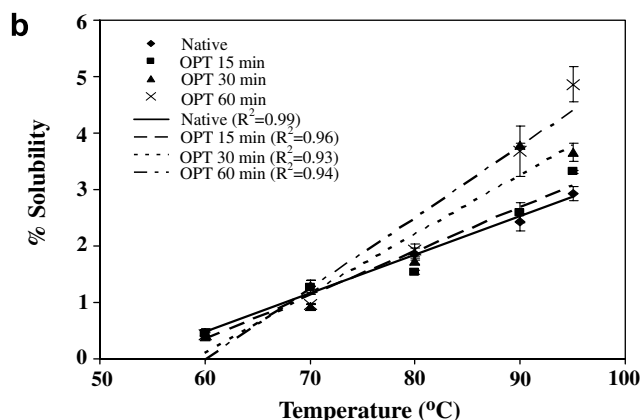 b
Native
OPT 15 min
OPT 30 min
OPT 60 min
Native (R²=0.99)
OPT 15 min (R²=0.96)
OPT 30 min (R²=0.93)
OPT 60 min (R²=0.94)
% Solubility
6
5
4
3
2
1
0
50 60 70 80 90 100
Temperature (ºC)